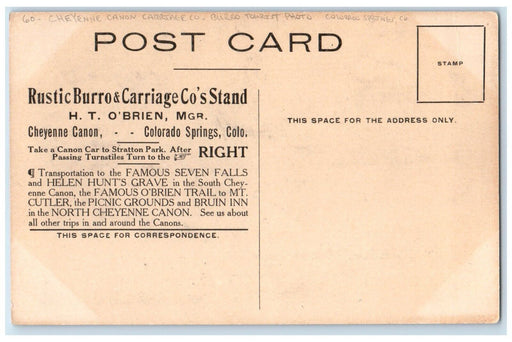 60- CHEYENNE CANON CARRIAGE CO. BURRO TOURIST PHOTO COLORADO SPRINGS, CO
POST CARD
STAMP
Rustic Burro & Carriage Co's Stand
H. T. O'BRIEN, MGR.
Cheyenne Canon, - - Colorado Springs, Colo.
Take a Canon Car to Stratton Park. After
Passing Turnstiles Turn to the ☞ RIGHT
¶ Transportation to the FAMOUS SEVEN FALLS
and HELEN HUNT'S GRAVE in the South Chey-
enne Canon, the FAMOUS O'BRIEN TRAIL to MT.
CUTLER, the PICNIC GROUNDS and BRUIN INN
in the NORTH CHEYENNE CANON. See us about
all other trips in and around the Canons.
THIS SPACE FOR CORRESPONDENCE.
THIS SPACE FOR THE ADDRESS ONLY.